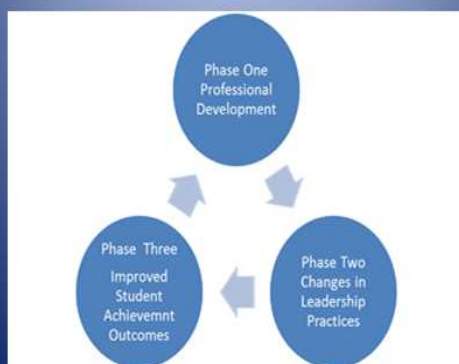 Phase One
Professional
Development
Phase Two
Changes in
Leadership
Practices
Phase Three
Improved
Student
Achievemnt
Outcomes